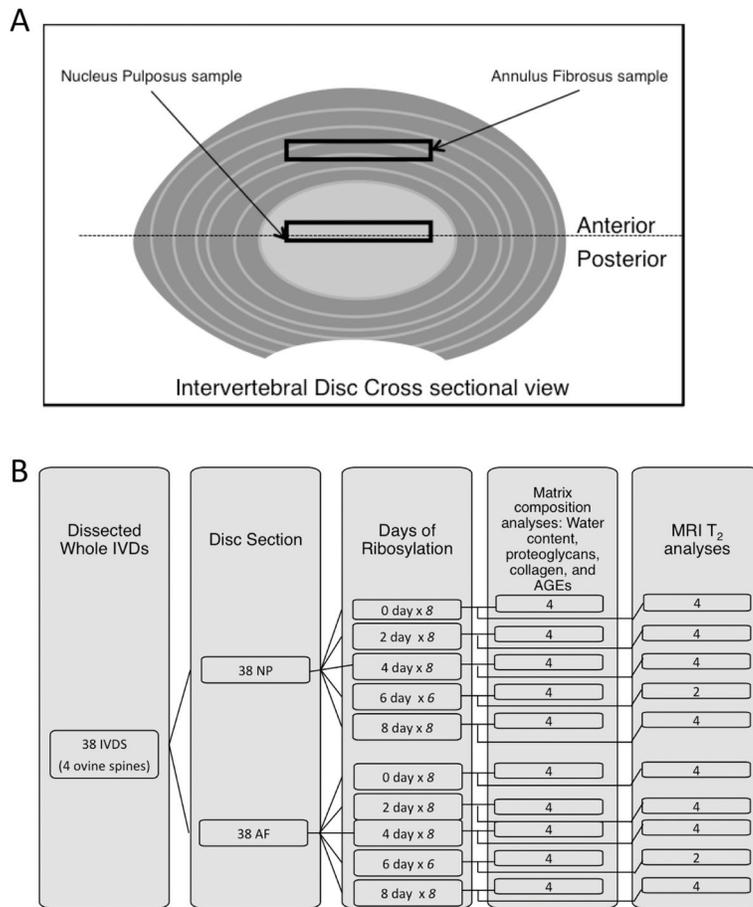 A
Nucleus Pulposus sample
Annulus Fibrosus sample
Anterior
Posterior
Intervertebral Disc Cross sectional view
B
Dissected
Whole IVDs
Disc Section
Days of
Ribosylation
Matrix
composition
analyses: Water
content,
proteoglycans,
collagen, and
AGEs
MRI T₂
analyses
38 IVDS
(4 ovine spines)
38 NP
0 day x 8
4
4
2 day x 8
4
4
4 day x 8
4
4
6 day x 6
4
2
8 day x 8
4
4
38 AF
0 day x 8
4
4
2 day x 8
4
4
4 day x 8
4
4
6 day x 6
4
2
8 day x 8
4
4